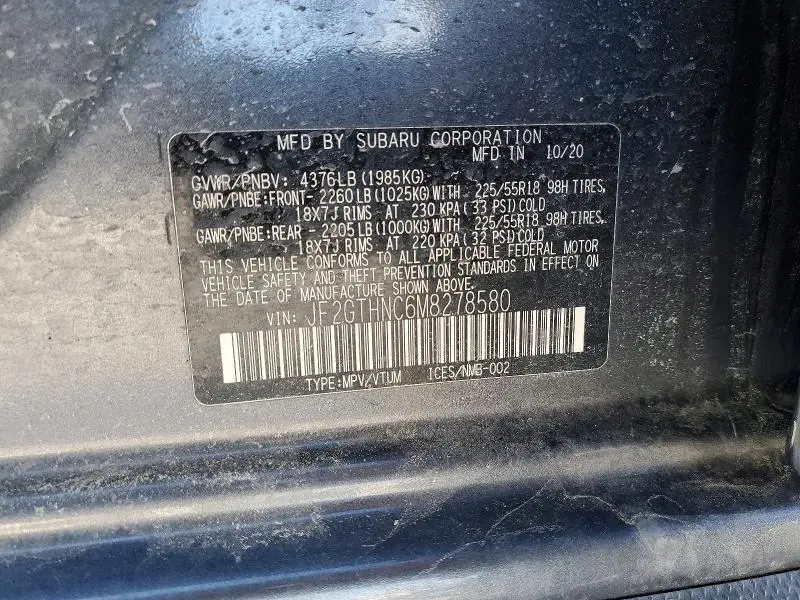 MFD BY SUBARU CORPORATION
MFD IN 10/20
GVWR/PNBV: 4376LB(1985KG)
GAWR/PNBE:FRONT- 2260LB(1025KG)WITH 225/55R18 98H TIRES,
18X7J RIMS AT 230 KPA(33 PSI)COLD
GAWR/PNBE:REAR - 2205LB(1000KG)WITH 225/55R18 98H TIRES,
18X7J RIMS AT 220 KPA(32 PSI)COLD
THIS VEHICLE CONFORMS TO ALL APPLICABLE FEDERAL MOTOR
VEHICLE SAFETY AND THEFT PREVENTION STANDARDS IN EFFECT ON
THE DATE OF MANUFACTURE SHOWN ABOVE.
VIN: JF2GTHNC6M8278580
TYPE:MPV/VTUM ICES/NMB-002